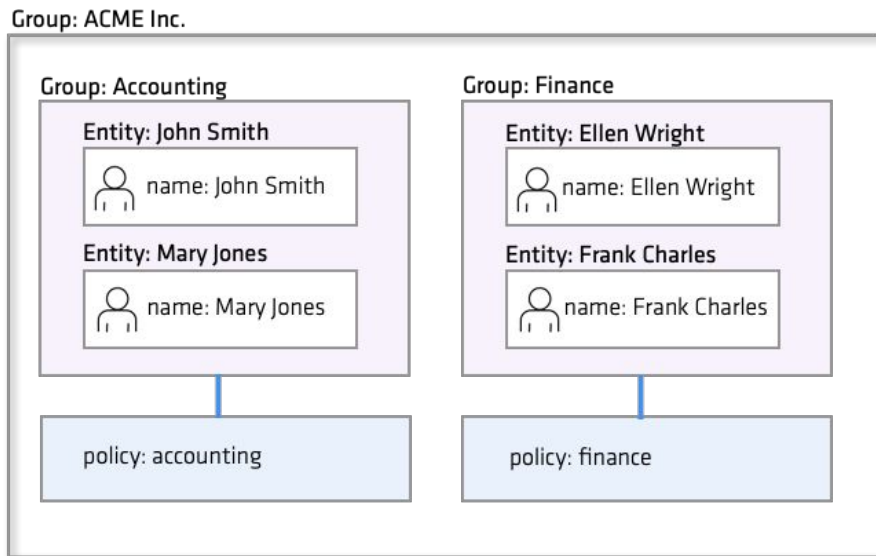 Group: ACME Inc.
Group: Accounting
Entity: John Smith
name: John Smith
Entity: Mary Jones
name: Mary Jones
policy: accounting
Group: Finance
Entity: Ellen Wright
name: Ellen Wright
Entity: Frank Charles
name: Frank Charles
policy: finance